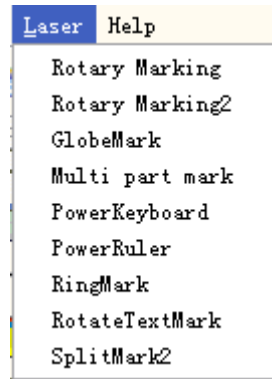 Laser Help
Rotary Marking
Rotary Marking2
GlobeMark
Multi part mark
PowerKeyboard
PowerRuler
RingMark
RotateTextMark
SplitMark2